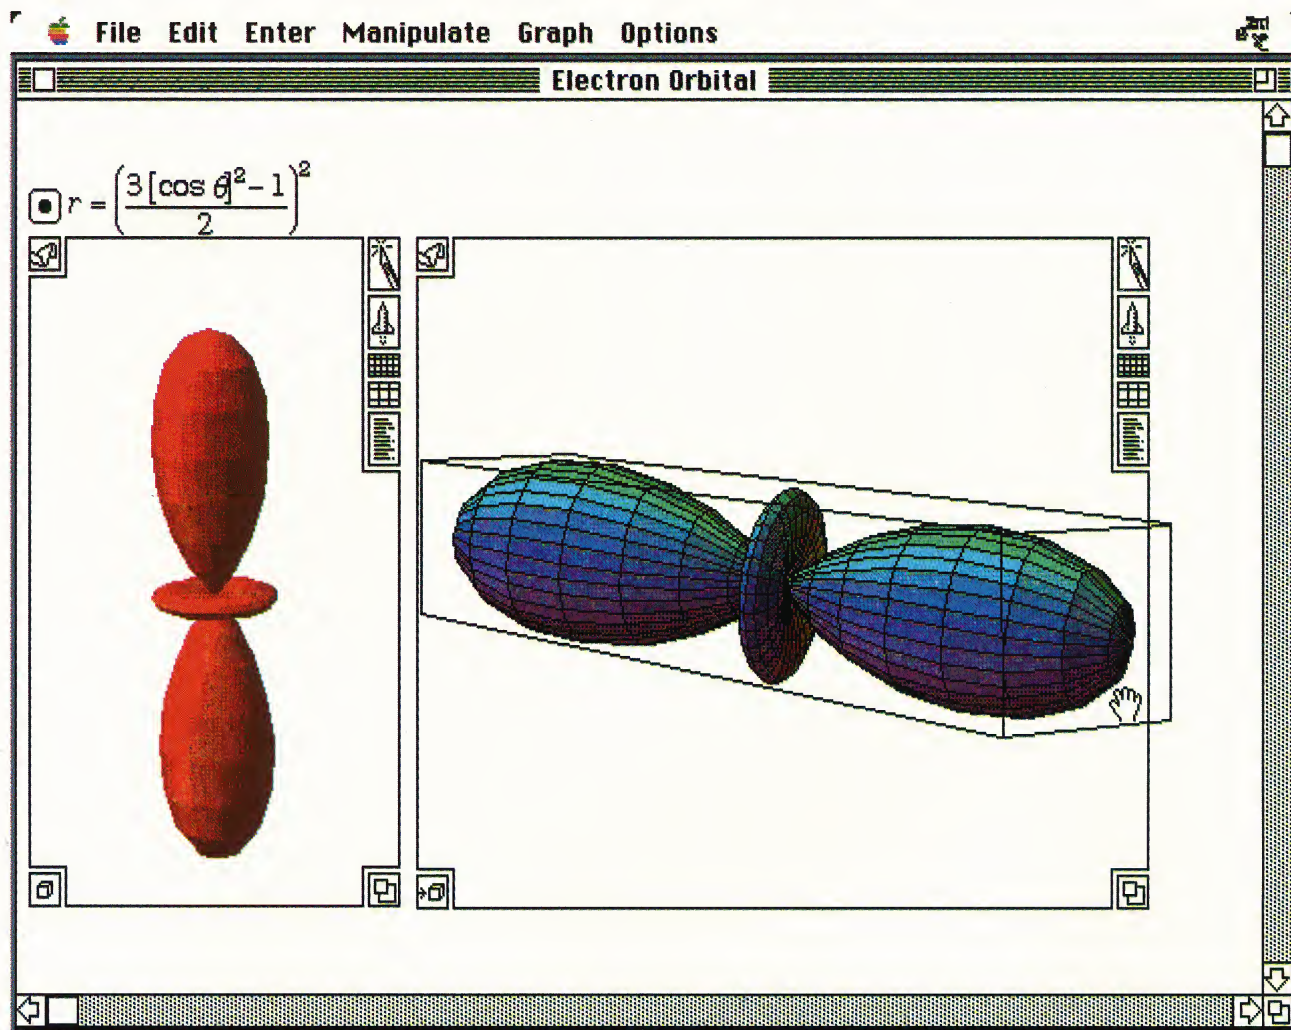 File Edit Enter Manipulate Graph Options
Electron Orbital
r = ( (3[cos θ]² − 1) / 2 )²